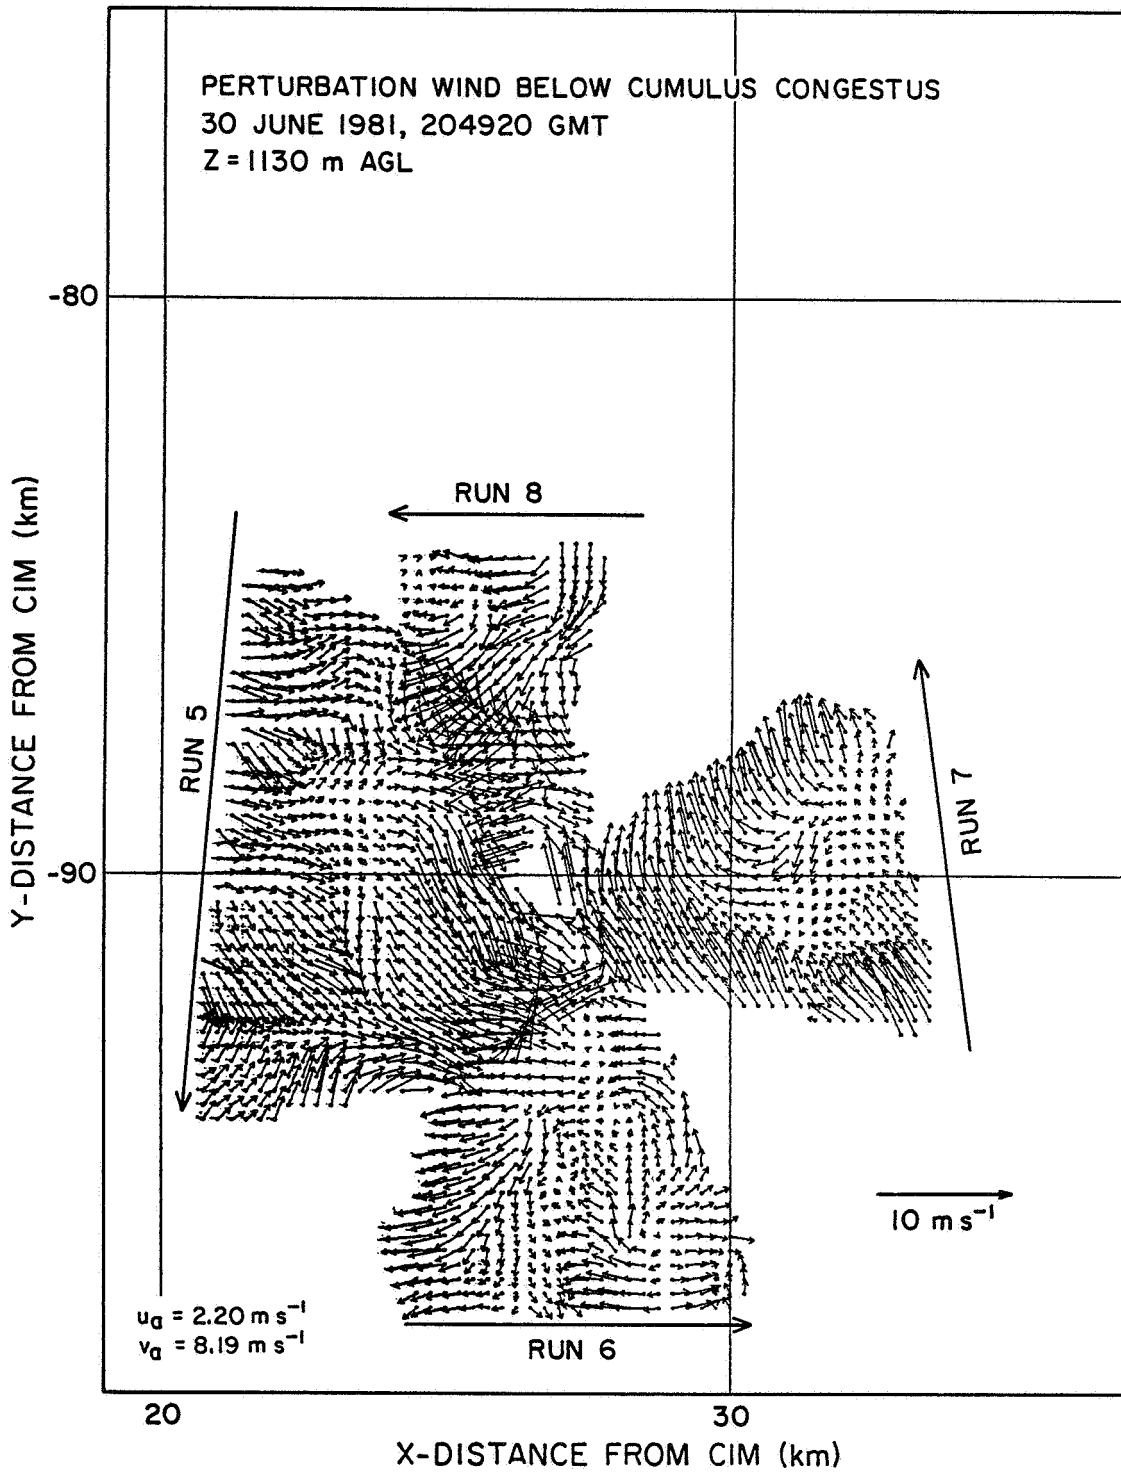 PERTURBATION WIND BELOW CUMULUS CONGESTUS
30 JUNE 1981, 204920 GMT
Z = 1130 m AGL
-80
RUN 8
RUN 5
Y-DISTANCE FROM CIM (km)
-90
RUN 7
10 m s⁻¹
uₐ = 2.20 m s⁻¹
vₐ = 8.19 m s⁻¹
RUN 6
20
30
X-DISTANCE FROM CIM (km)